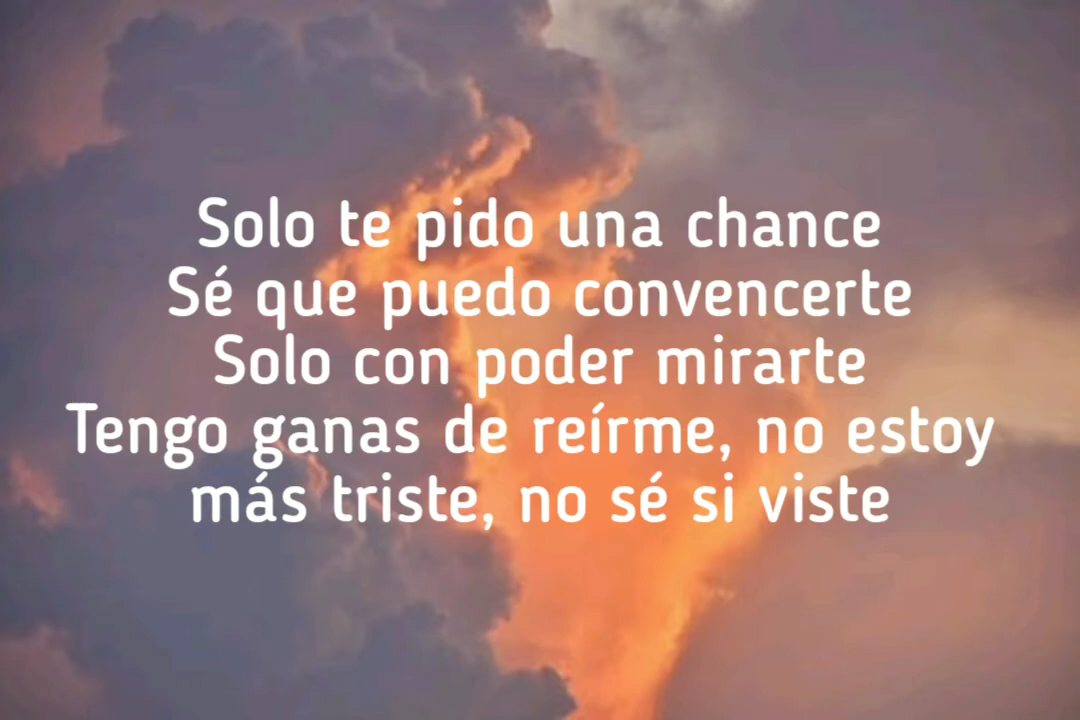 Solo te pido una chance
Sé que puedo convencerte
Solo con poder mirarte
Tengo ganas de reírme, no estoy
más triste, no sé si viste